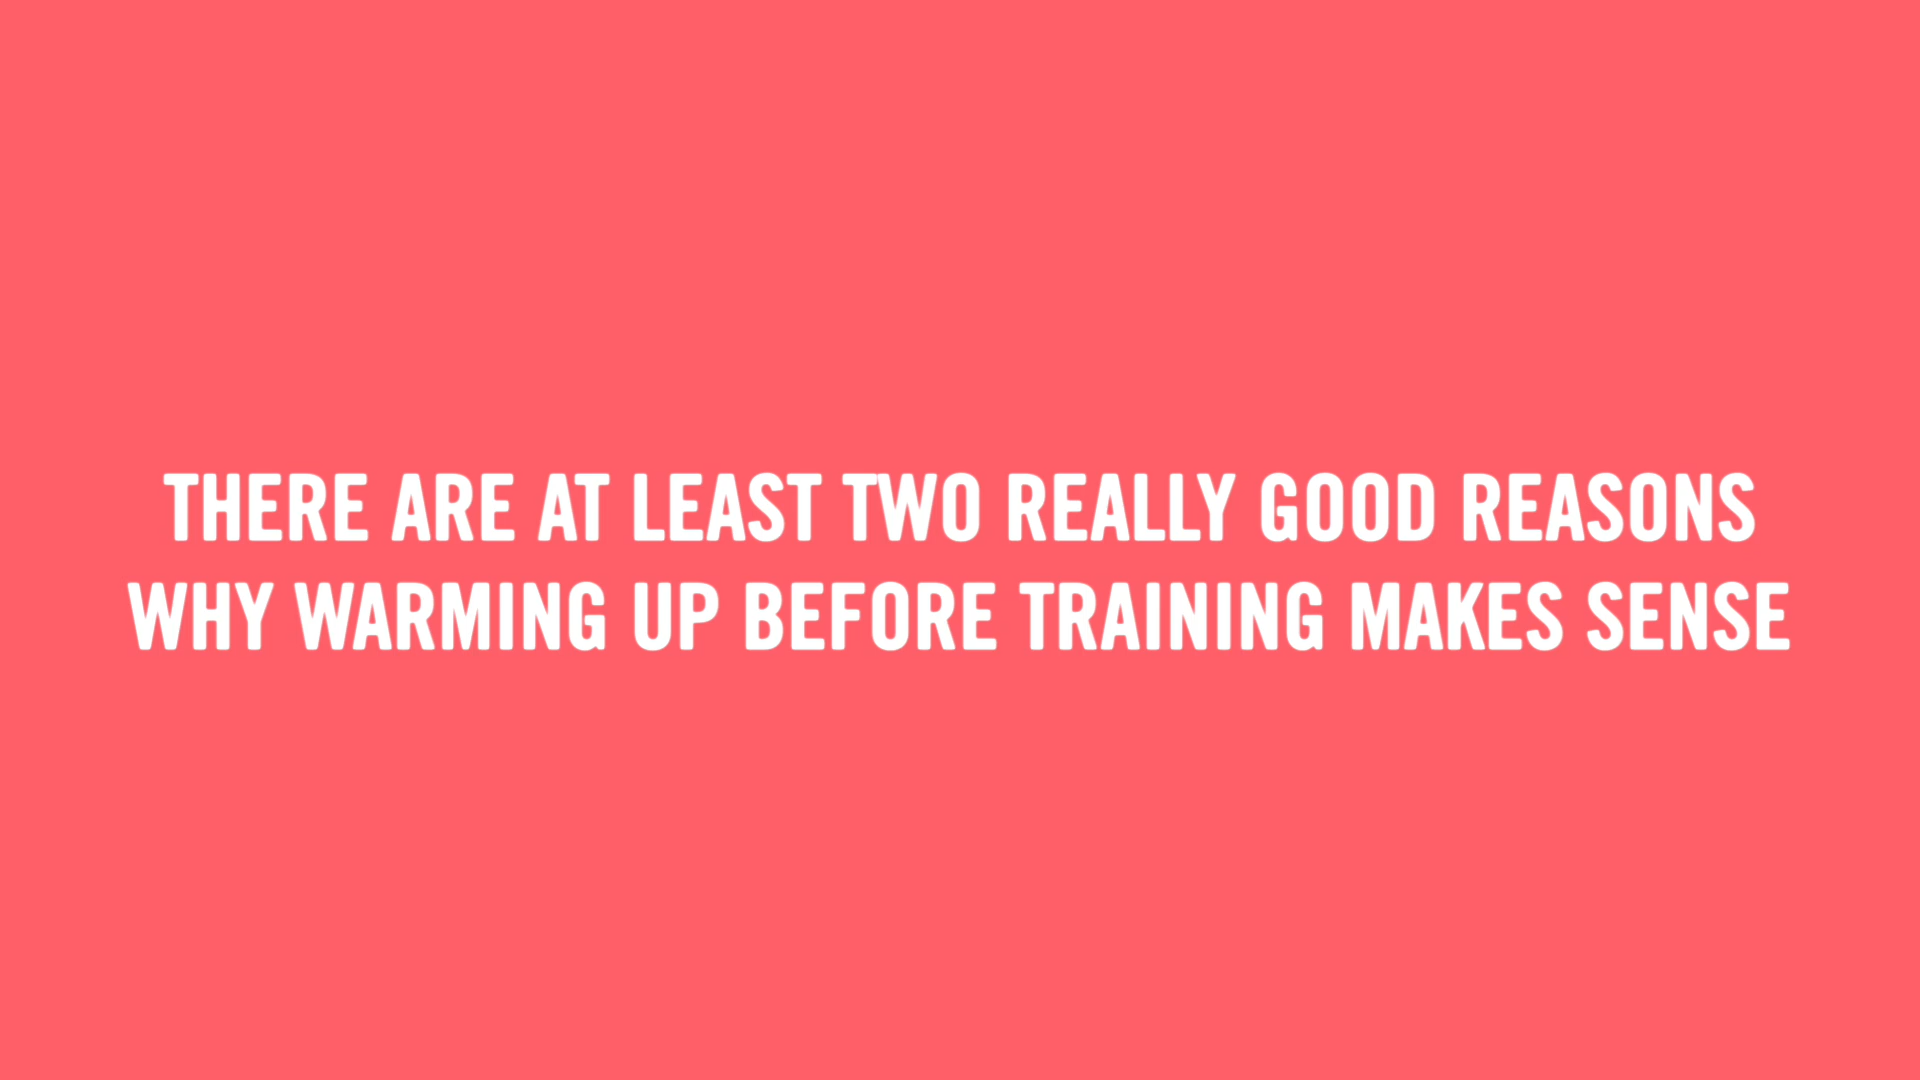 THERE ARE AT LEAST TWO REALLY GOOD REASONS
WHY WARMING UP BEFORE TRAINING MAKES SENSE